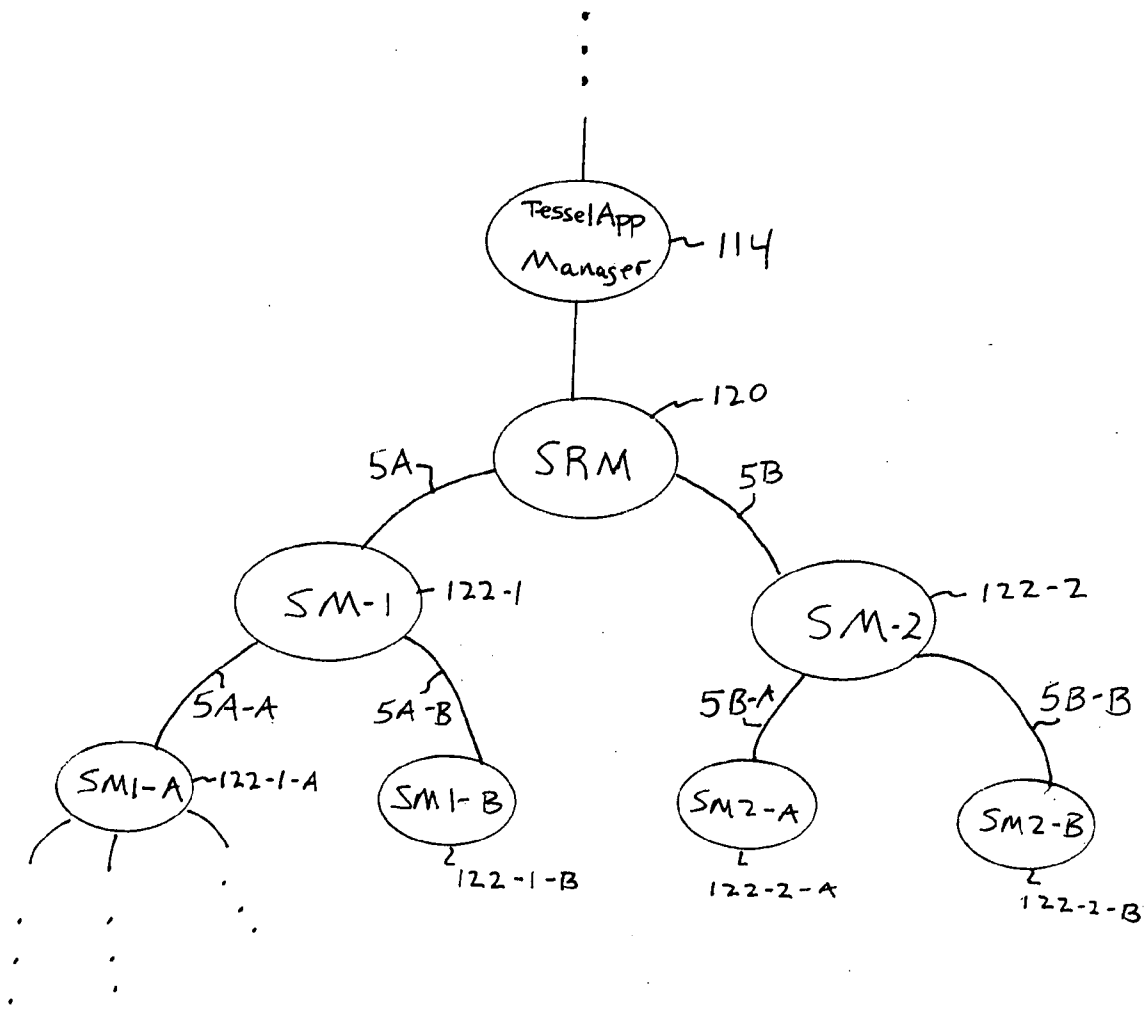 TesselApp
Manager
114
120
SRM
5A
5B
SM-1
122-1
SM-2
122-2
5A-A
5A-B
5B-A
5B-B
SM1-A
122-1-A
SM1-B
SM2-A
SM2-B
122-1-B
122-2-A
122-2-B